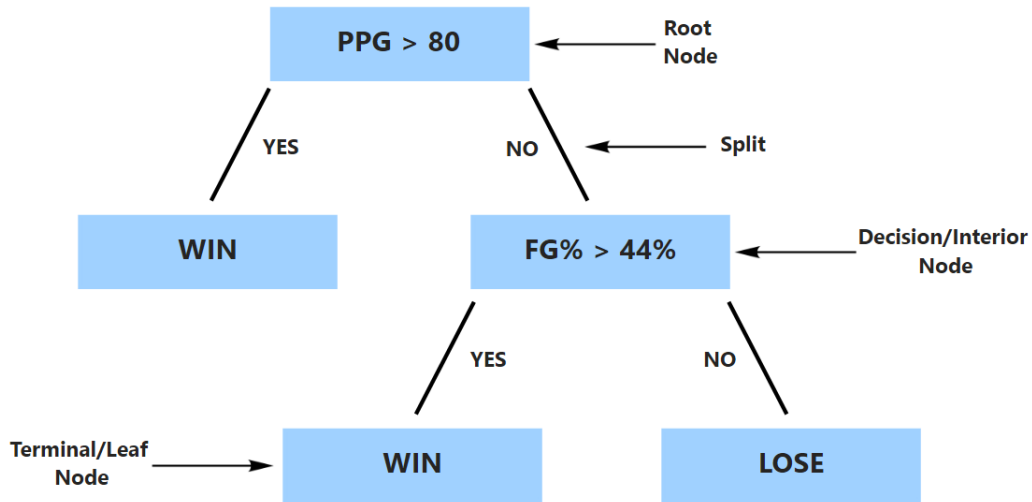 PPG > 80
Root
Node
YES
NO
Split
WIN
FG% > 44%
Decision/Interior
Node
YES
NO
Terminal/Leaf
Node
WIN
LOSE